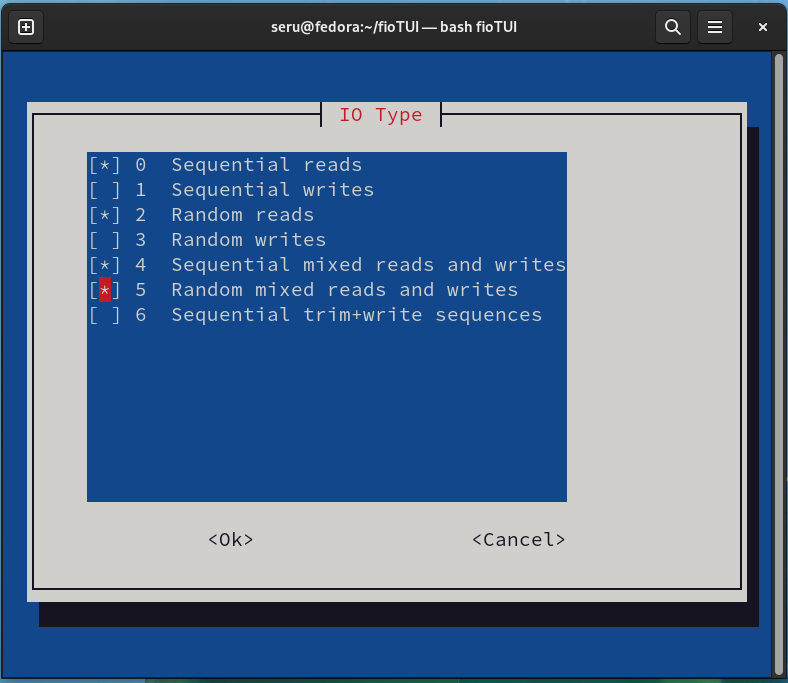 seru@fedora:~/fioTUI — bash fioTUI
IO Type
[*] 0 Sequential reads
[ ] 1 Sequential writes
[*] 2 Random reads
[ ] 3 Random writes
[*] 4 Sequential mixed reads and writes
[*] 5 Random mixed reads and writes
[ ] 6 Sequential trim+write sequences
<Ok> <Cancel>